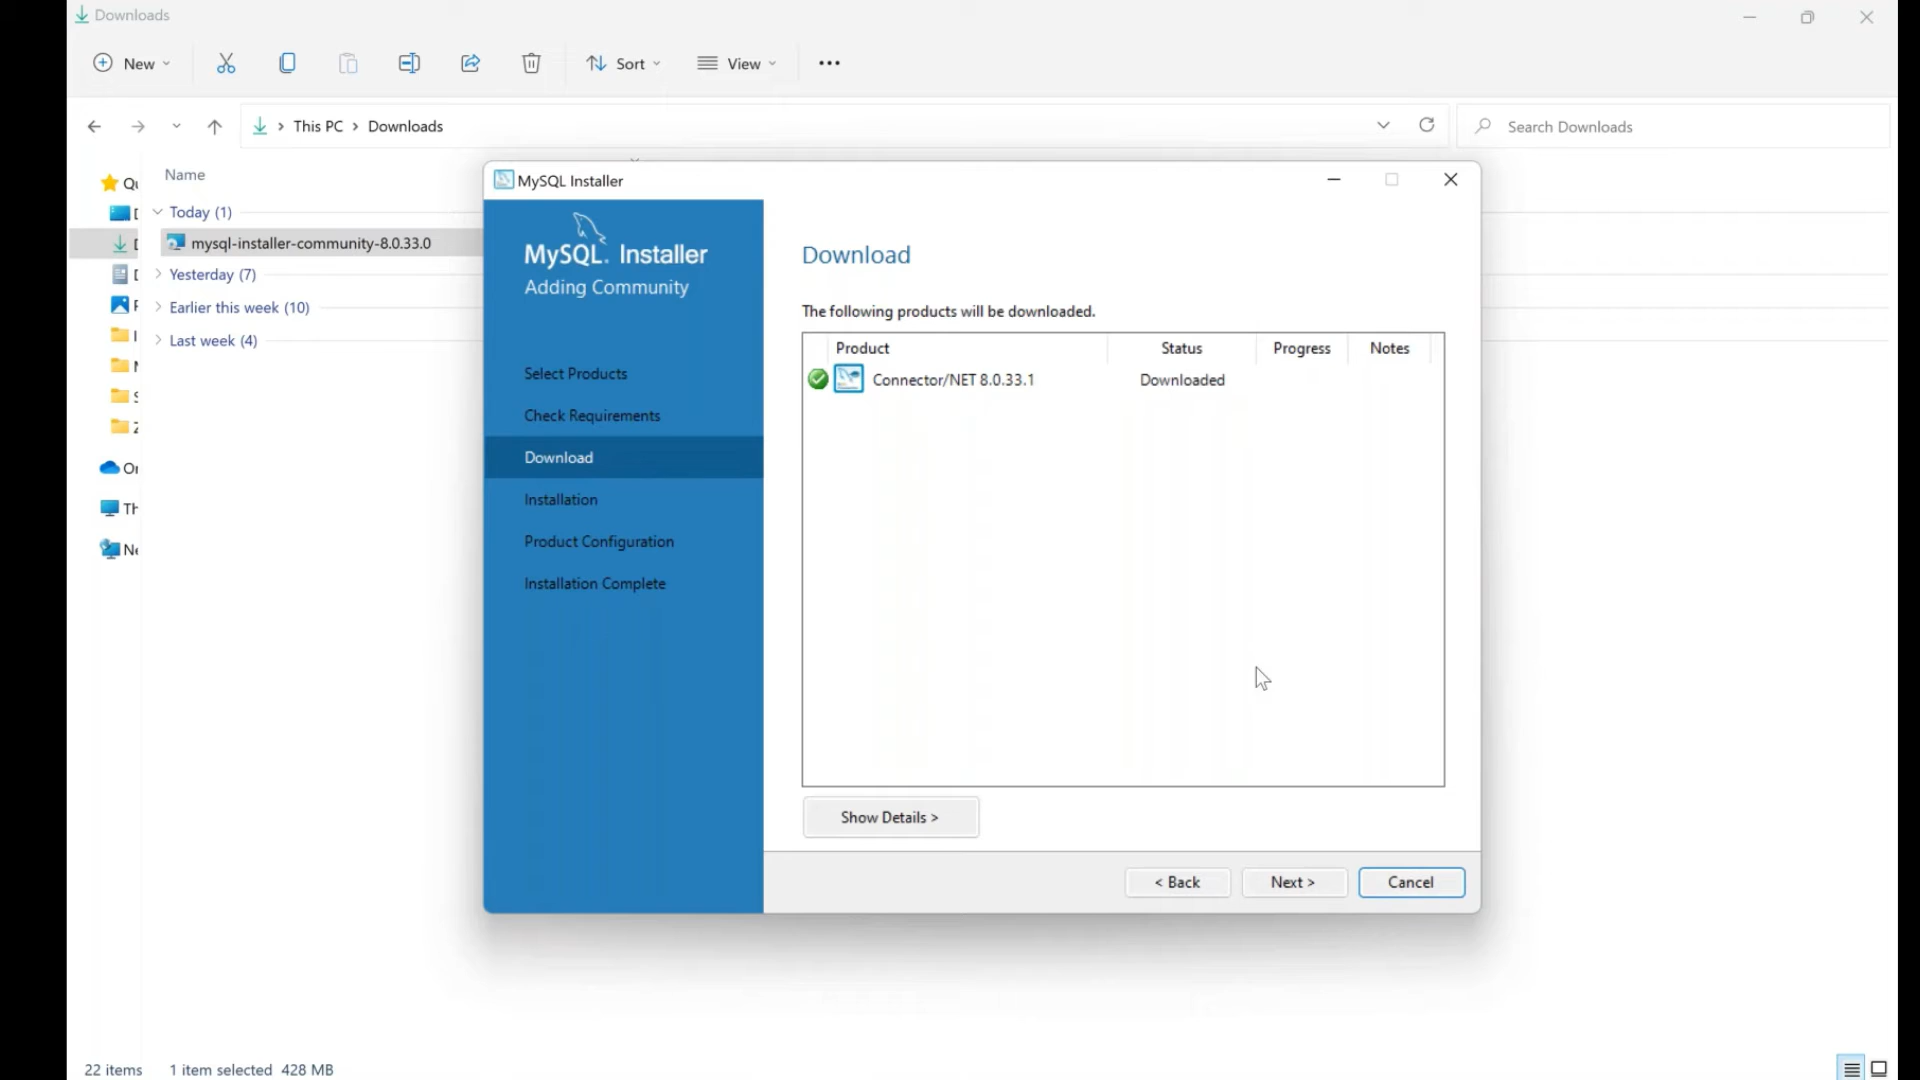 Downloads
New
Sort
View
This PC > Downloads
Search Downloads
Name
Today (1)
mysql-installer-community-8.0.33.0
Yesterday (7)
Earlier this week (10)
Last week (4)
MySQL Installer
MySQL. Installer
Adding Community
Select Products
Check Requirements
Download
Installation
Product Configuration
Installation Complete
Download
The following products will be downloaded.
Product Status Progress Notes
Connector/NET 8.0.33.1 Downloaded
Show Details >
< Back Next > Cancel
22 items 1 item selected 428 MB